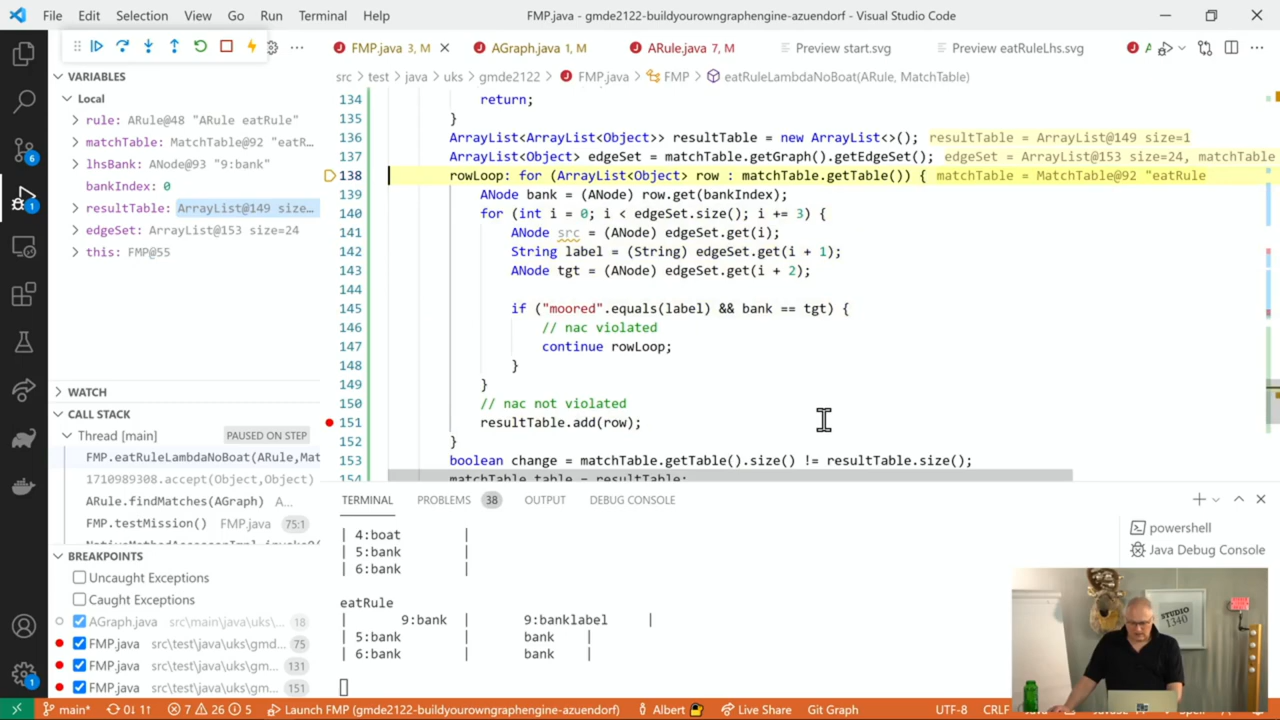 File Edit Selection View Go Run Terminal Help FMP.java - gmde2122-buildyourowngraphengine-azuendorf - Visual Studio Code
FMP.java 3, M AGraph.java 1, M ARule.java 7, M Preview start.svg Preview eatRuleLhs.svg
src > test > java > uks > gmde2122 > FMP.java > FMP > eatRuleLambdaNoBoat(ARule, MatchTable)
VARIABLES
Local
rule: ARule@48 "ARule eatRule"
matchTable: MatchTable@92 "eatR...
lhsBank: ANode@93 "9:bank"
bankIndex: 0
resultTable: ArrayList@149 size...
edgeSet: ArrayList@153 size=24
this: FMP@55
WATCH
CALL STACK
Thread [main] PAUSED ON STEP
FMP.eatRuleLambdaNoBoat(ARule,Mat
1710989308.accept(Object,Object)
ARule.findMatches(AGraph) A...
FMP.testMission() FMP.java 75:1
BREAKPOINTS
Uncaught Exceptions
Caught Exceptions
AGraph.java src\main\java\uks\... 18
FMP.java src\test\java\uks\gmd... 75
FMP.java src\test\java\uks\gm... 131
FMP.java src\test\java\uks\gm... 151
134 return;
135 }
136 ArrayList<ArrayList<Object>> resultTable = new ArrayList<>(); resultTable = ArrayList@149 size=1
137 ArrayList<Object> edgeSet = matchTable.getGraph().getEdgeSet(); edgeSet = ArrayList@153 size=24, matchTable
138 rowLoop: for (ArrayList<Object> row : matchTable.getTable()) { matchTable = MatchTable@92 "eatRule
139 ANode bank = (ANode) row.get(bankIndex);
140 for (int i = 0; i < edgeSet.size(); i += 3) {
141 ANode src = (ANode) edgeSet.get(i);
142 String label = (String) edgeSet.get(i + 1);
143 ANode tgt = (ANode) edgeSet.get(i + 2);
144
145 if ("moored".equals(label) && bank == tgt) {
146 // nac violated
147 continue rowLoop;
148 }
149 }
150 // nac not violated
151 resultTable.add(row);
152 }
153 boolean change = matchTable.getTable().size() != resultTable.size();
154 matchTable.table = resultTable;
TERMINAL PROBLEMS 38 OUTPUT DEBUG CONSOLE
| 4:boat |
| 5:bank |
| 6:bank |
eatRule
| 9:bank | 9:banklabel |
| 5:bank | bank |
| 6:bank | bank |
powershell
Java Debug Console
STUDIO
1340
main* 0↓ 1↑ 7 26 5 Launch FMP (gmde2122-buildyourowngraphengine-azuendorf) Albert Live Share Git Graph UTF-8 CRLF